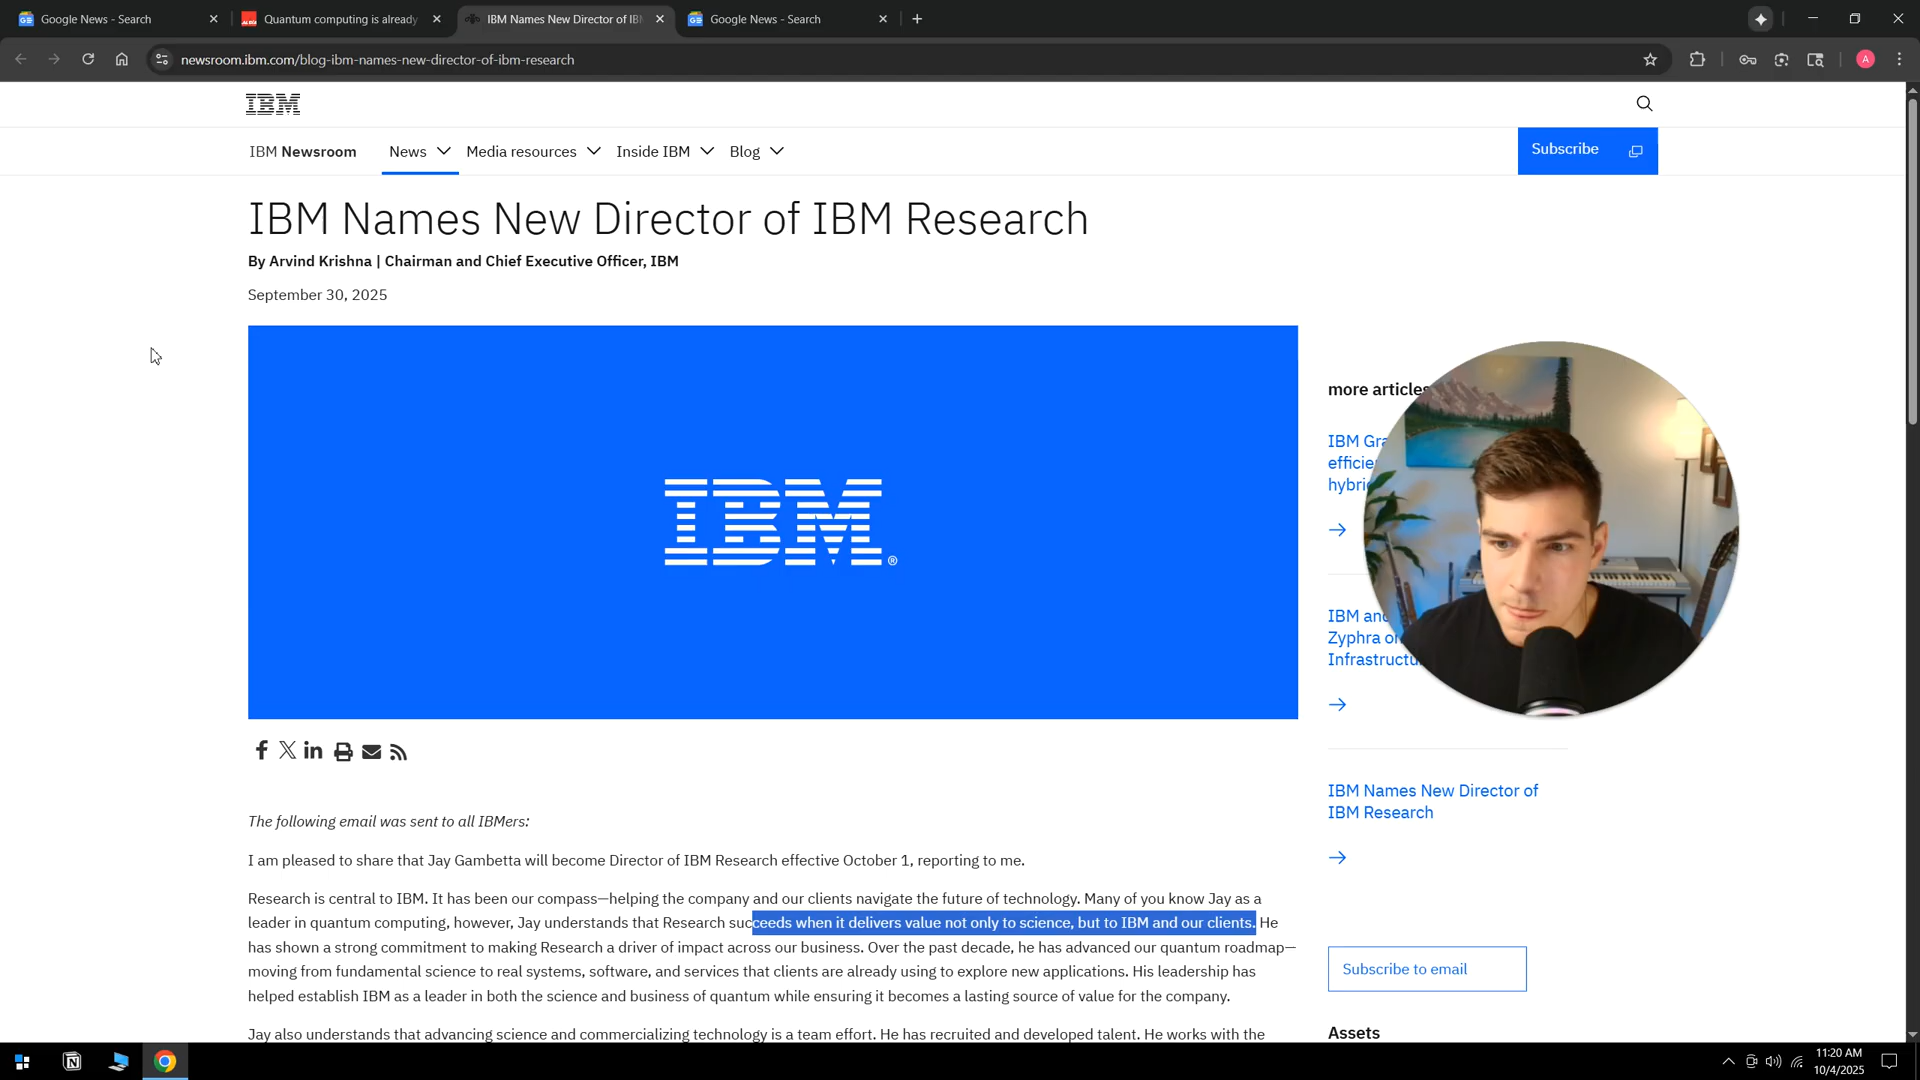 Google News - Search
Quantum computing is already
IBM Names New Director of IB
Google News - Search
newsroom.ibm.com/blog-ibm-names-new-director-of-ibm-research
A
IBM
IBM Newsroom
News
Media resources
Inside IBM
Blog
Subscribe
IBM Names New Director of IBM Research
By Arvind Krishna | Chairman and Chief Executive Officer, IBM
September 30, 2025
IBM®
more articles
IBM Gra
efficie
hybri
IBM and
Zyphra on
Infrastructu
IBM Names New Director of
IBM Research
Subscribe to email
Assets
The following email was sent to all IBMers:
I am pleased to share that Jay Gambetta will become Director of IBM Research effective October 1, reporting to me.
Research is central to IBM. It has been our compass—helping the company and our clients navigate the future of technology. Many of you know Jay as a
leader in quantum computing, however, Jay understands that Research succeeds when it delivers value not only to science, but to IBM and our clients. He
has shown a strong commitment to making Research a driver of impact across our business. Over the past decade, he has advanced our quantum roadmap—
moving from fundamental science to real systems, software, and services that clients are already using to explore new applications. His leadership has
helped establish IBM as a leader in both the science and business of quantum while ensuring it becomes a lasting source of value for the company.
Jay also understands that advancing science and commercializing technology is a team effort. He has recruited and developed talent. He works with the
11:20 AM
10/4/2025